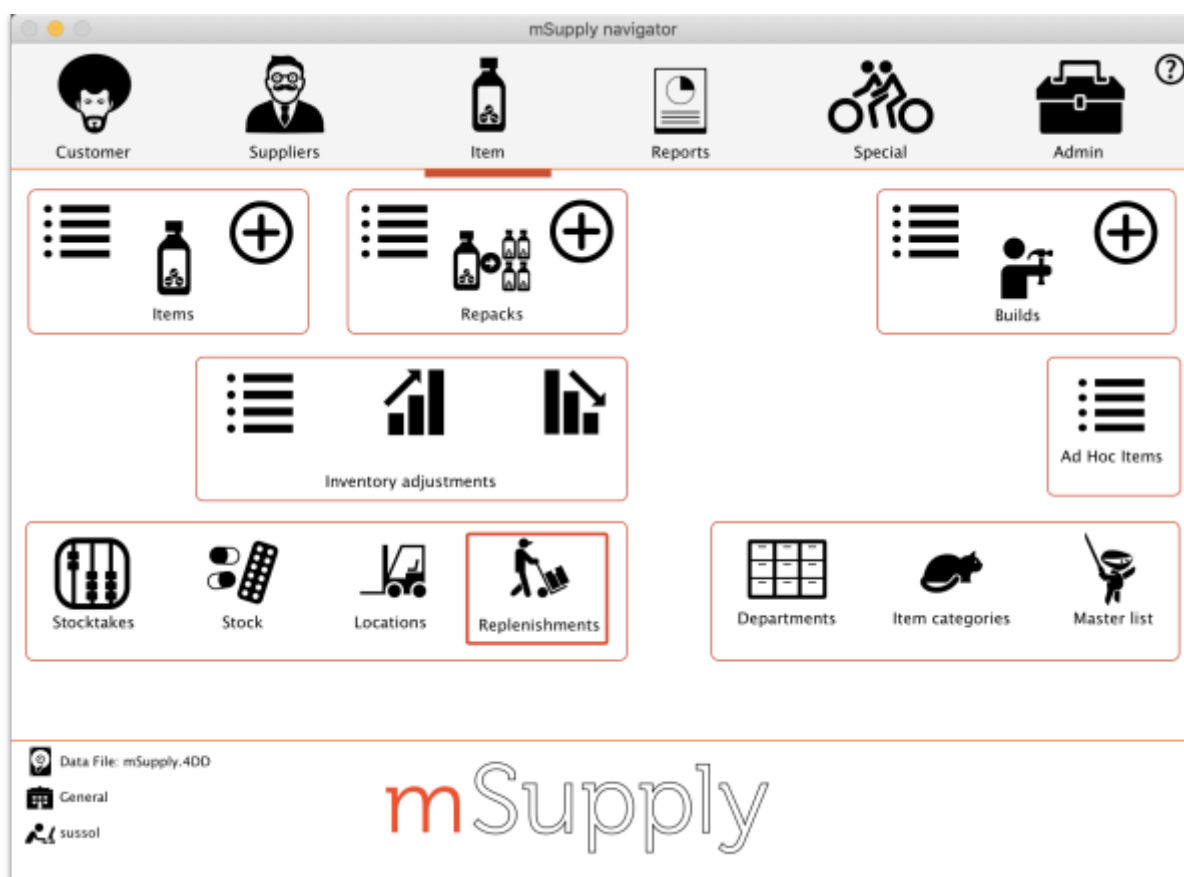 mSupply navigator
?
Customer
Suppliers
Item
Reports
Special
Admin
Items
Repacks
Builds
Inventory adjustments
Ad Hoc Items
Stocktakes
Stock
Locations
Replenishments
Departments
Item categories
Master list
Data File: mSupply.4DD
General
sussol
mSupply